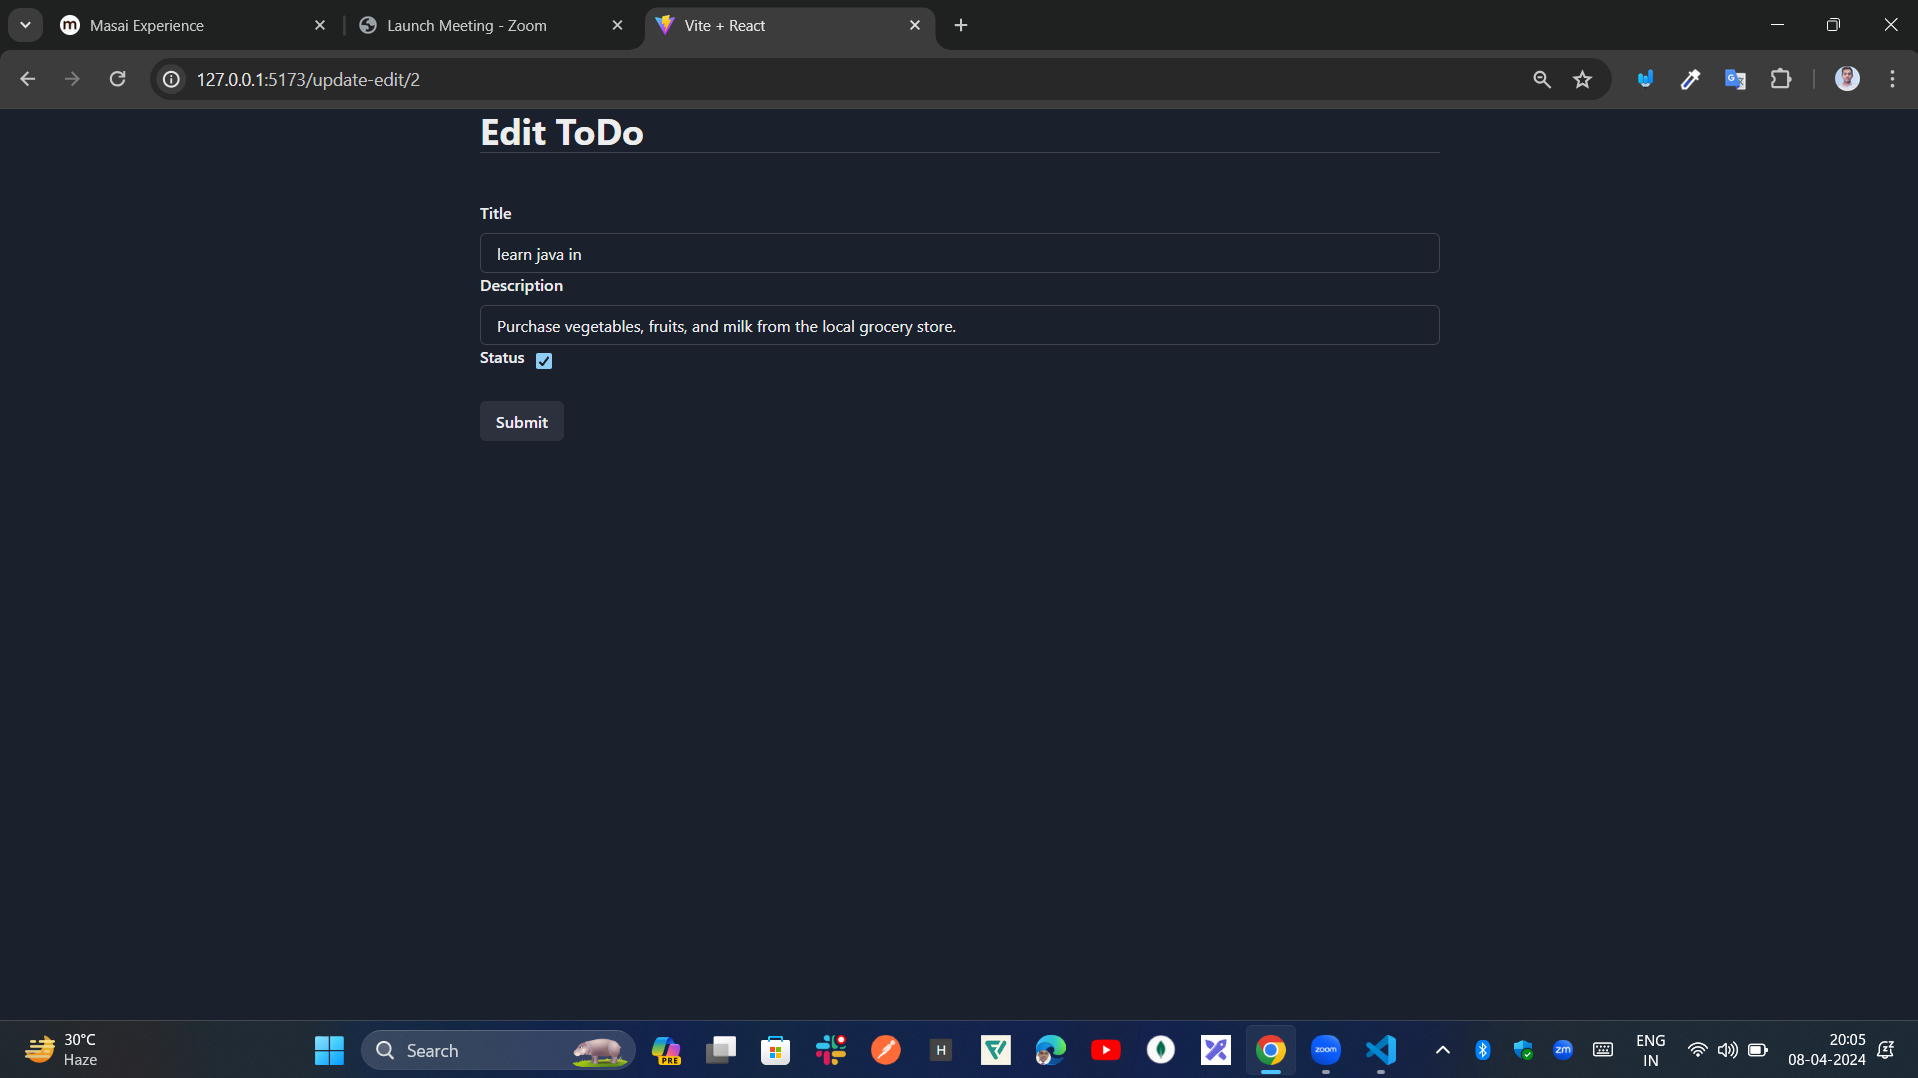 m Masai Experience
Launch Meeting - Zoom
Vite + React
127.0.0.1:5173/update-edit/2
Edit ToDo
Title
learn java in
Description
Purchase vegetables, fruits, and milk from the local grocery store.
Status
Submit
30°C
Haze
Search
PRE
H
zoom
zm
ENG
IN
20:05
08-04-2024